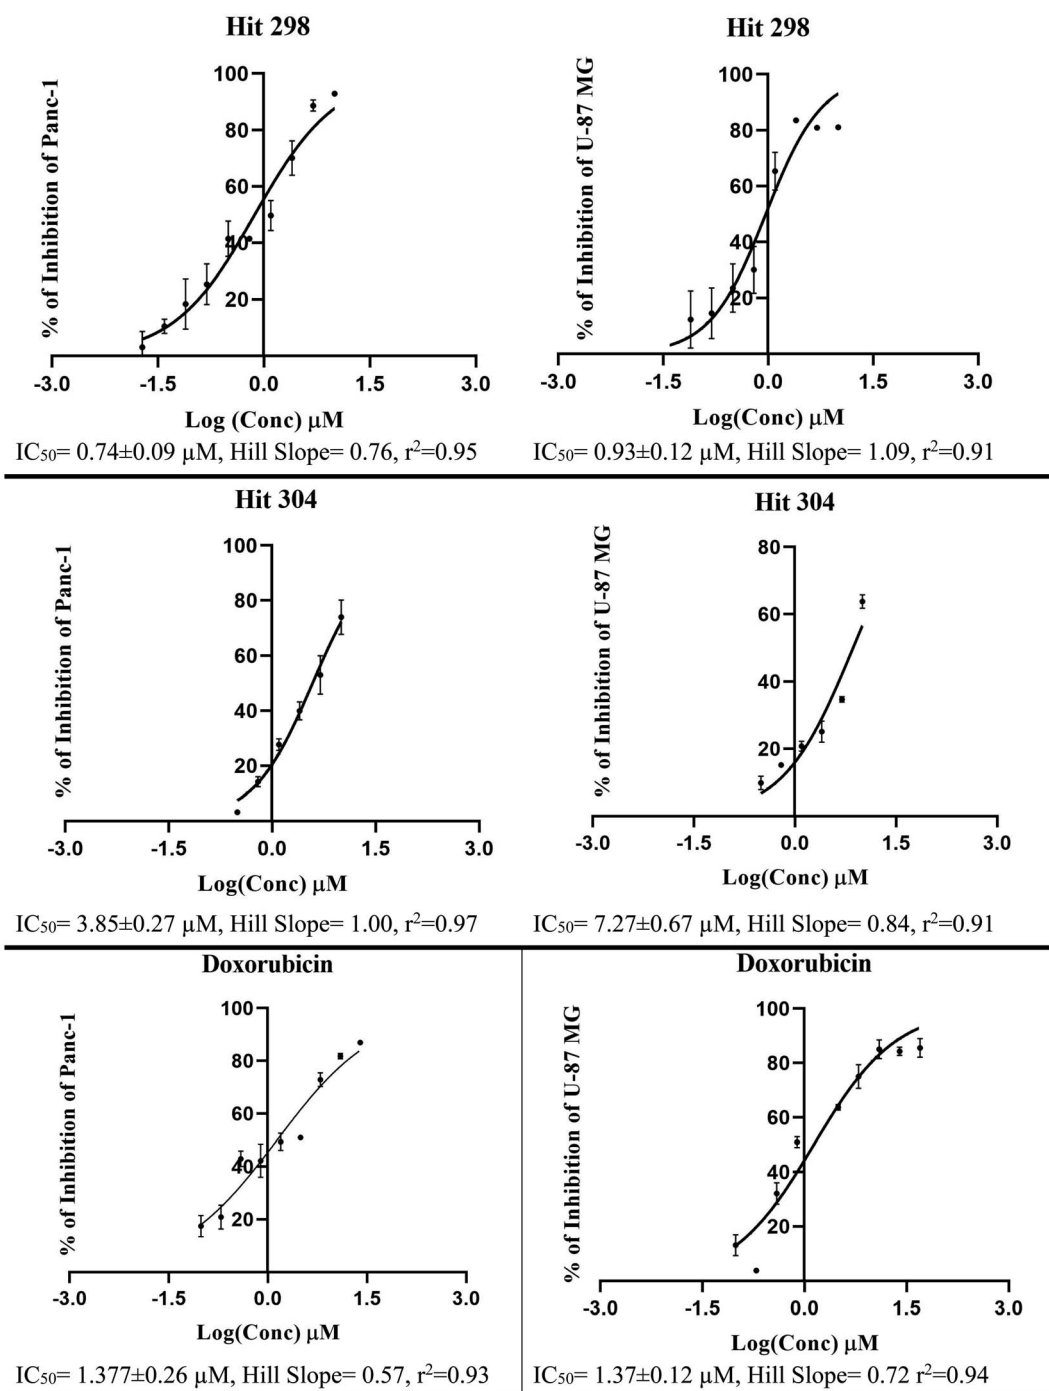 Hit 298
% of Inhibition of Panc-1
100
80
60
40
20
-3.0 -1.5 0.0 1.5 3.0
Log (Conc) μM
IC₅₀= 0.74±0.09 μM, Hill Slope= 0.76, r²=0.95
Hit 298
% of Inhibition of U-87 MG
100
80
60
40
20
-3.0 -1.5 0.0 1.5 3.0
Log(Conc) μM
IC₅₀= 0.93±0.12 μM, Hill Slope= 1.09, r²=0.91
Hit 304
% of Inhibition of Panc-1
100
80
60
40
20
-3.0 -1.5 0.0 1.5 3.0
Log(Conc) μM
IC₅₀= 3.85±0.27 μM, Hill Slope= 1.00, r²=0.97
Hit 304
% of Inhibition of U-87 MG
80
60
40
20
-3.0 -1.5 0.0 1.5 3.0
Log(Conc) μM
IC₅₀= 7.27±0.67 μM, Hill Slope= 0.84, r²=0.91
Doxorubicin
% of Inhibition of Panc-1
100
80
60
40
20
-3.0 -1.5 0.0 1.5 3.0
Log(Conc) μM
IC₅₀= 1.377±0.26 μM, Hill Slope= 0.57, r²=0.93
Doxorubicin
% of Inhibition of U-87 MG
100
80
60
40
20
-3.0 -1.5 0.0 1.5 3.0
Log(Conc) μM
IC₅₀= 1.37±0.12 μM, Hill Slope= 0.72 r²=0.94